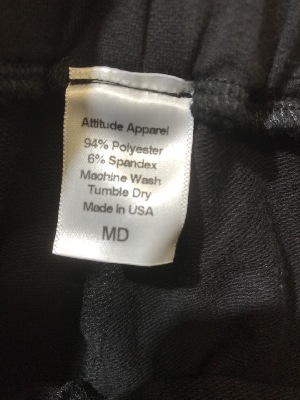 Attitude Apparel
94% Polyester
6% Spandex
Machine Wash
Tumble Dry
Made in USA
MD